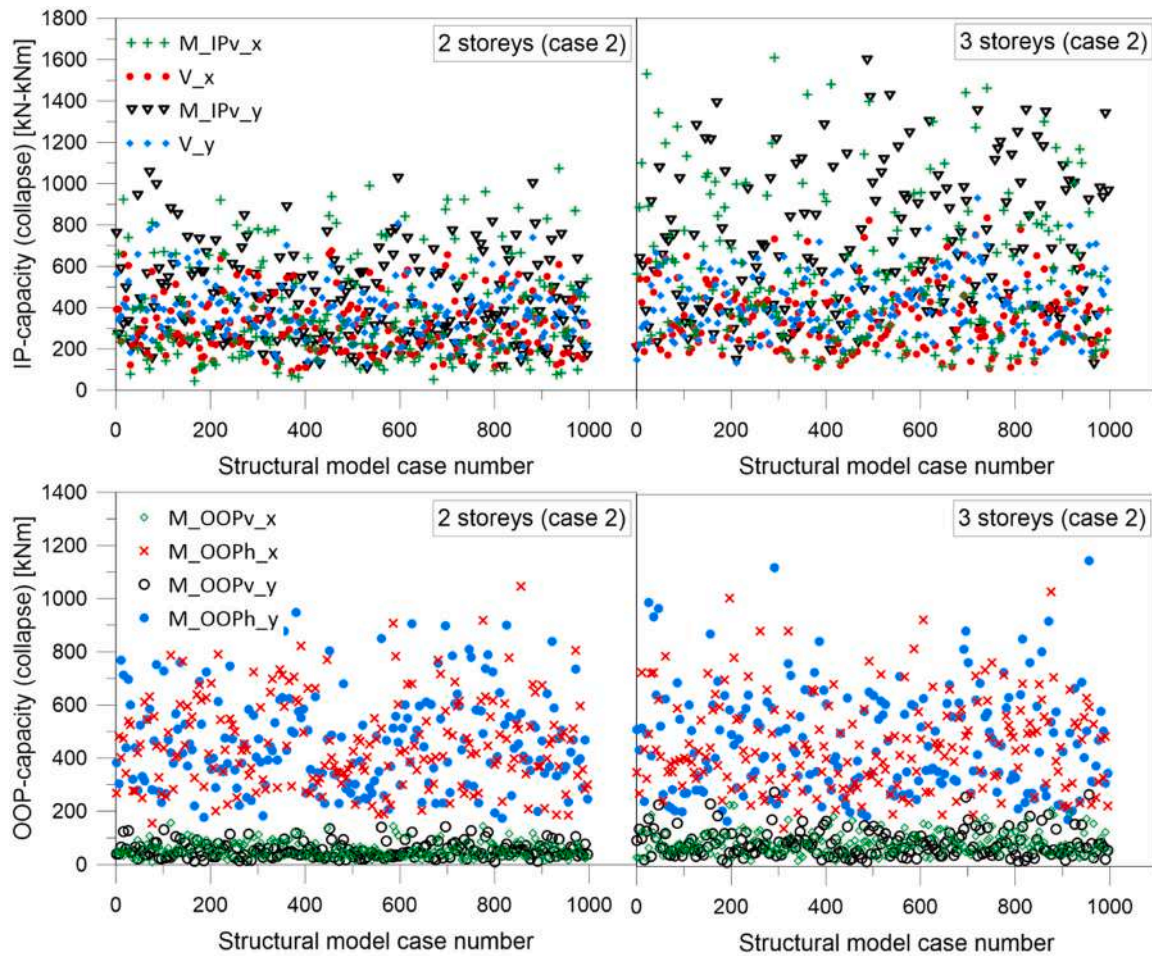 IP-capacity (collapse) [kN-kNm]
1800
1600
1400
1200
1000
800
600
400
200
0
M_IPv_x
V_x
M_IPv_y
V_y
2 storeys (case 2)
3 storeys (case 2)
0 200 400 600 800 1000
0 200 400 600 800 1000
Structural model case number
Structural model case number
OOP-capacity (collapse) [kNm]
1400
1200
1000
800
600
400
200
0
M_OOPv_x
M_OOPh_x
M_OOPv_y
M_OOPh_y
2 storeys (case 2)
3 storeys (case 2)
0 200 400 600 800 1000
0 200 400 600 800 1000
Structural model case number
Structural model case number